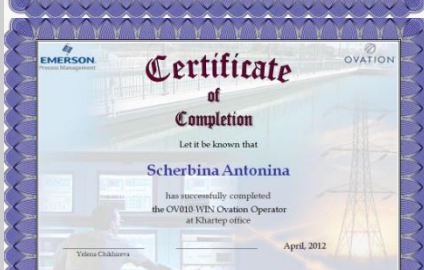 EMERSON
Process Management
OVATION
Certificate
of
Completion
Let it be known that
Scherbina Antonina
has successfully completed
the OV010-WIN Ovation Operator
at Khartep office
April, 2012
Yelena Chikhireva